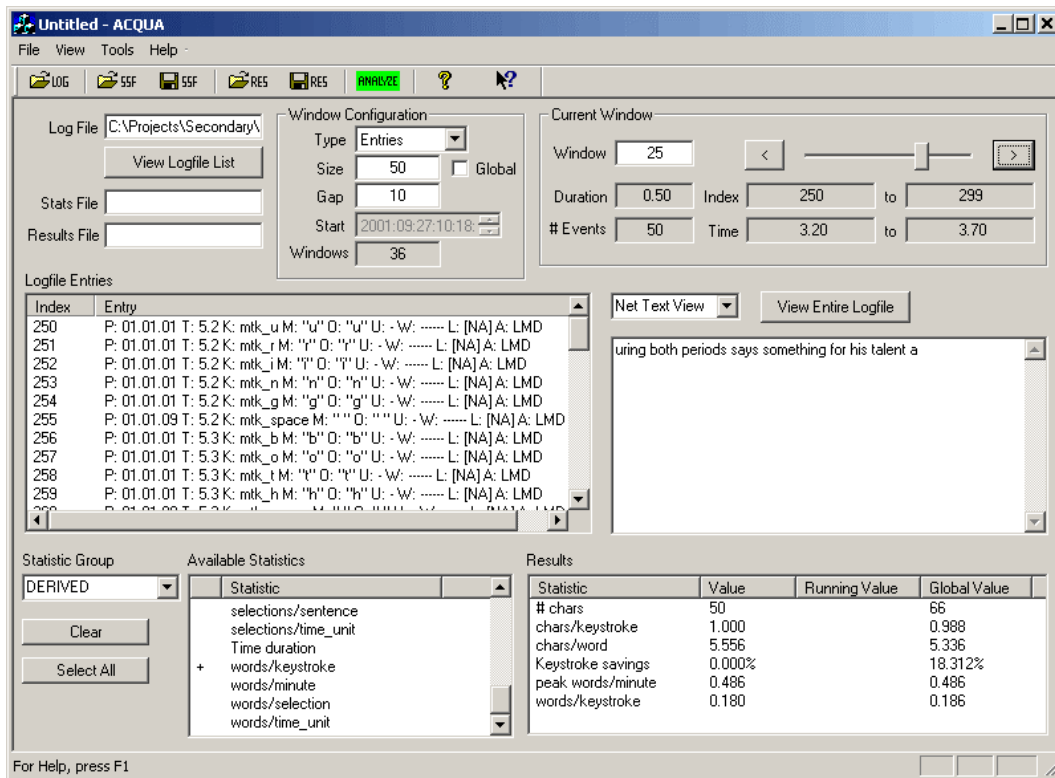 Untitled - ACQUA
File View Tools Help
LOG SSF SSF RES RES ANALYZE
Log File C:\Projects\Secondary\
View Logfile List
Stats File
Results File
Window Configuration
Type Entries
Size 50 Global
Gap 10
Start 2001:09:27:10:18:
Windows 36
Current Window
Window 25 < >
Duration 0.50 Index 250 to 299
# Events 50 Time 3.20 to 3.70
Logfile Entries
Index Entry
250 P: 01.01.01 T: 5.2 K: mtk_u M: "u" O: "u" U: - W: ----- L: [NA] A: LMD
251 P: 01.01.01 T: 5.2 K: mtk_r M: "r" O: "r" U: - W: ----- L: [NA] A: LMD
252 P: 01.01.01 T: 5.2 K: mtk_i M: "i" O: "i" U: - W: ----- L: [NA] A: LMD
253 P: 01.01.01 T: 5.2 K: mtk_n M: "n" O: "n" U: - W: ----- L: [NA] A: LMD
254 P: 01.01.01 T: 5.2 K: mtk_g M: "g" O: "g" U: - W: ----- L: [NA] A: LMD
255 P: 01.01.09 T: 5.2 K: mtk_space M: " " O: " " U: - W: ----- L: [NA] A: LMD
256 P: 01.01.01 T: 5.3 K: mtk_b M: "b" O: "b" U: - W: ----- L: [NA] A: LMD
257 P: 01.01.01 T: 5.3 K: mtk_o M: "o" O: "o" U: - W: ----- L: [NA] A: LMD
258 P: 01.01.01 T: 5.3 K: mtk_t M: "t" O: "t" U: - W: ----- L: [NA] A: LMD
259 P: 01.01.01 T: 5.3 K: mtk_h M: "h" O: "h" U: - W: ----- L: [NA] A: LMD
Net Text View View Entire Logfile
uring both periods says something for his talent a
Statistic Group
DERIVED
Clear
Select All
Available Statistics
Statistic
selections/sentence
selections/time_unit
Time duration
+ words/keystroke
words/minute
words/selection
words/time_unit
Results
Statistic Value Running Value Global Value
# chars 50 66
chars/keystroke 1.000 0.988
chars/word 5.556 5.336
Keystroke savings 0.000% 18.312%
peak words/minute 0.486 0.486
words/keystroke 0.180 0.186
For Help, press F1